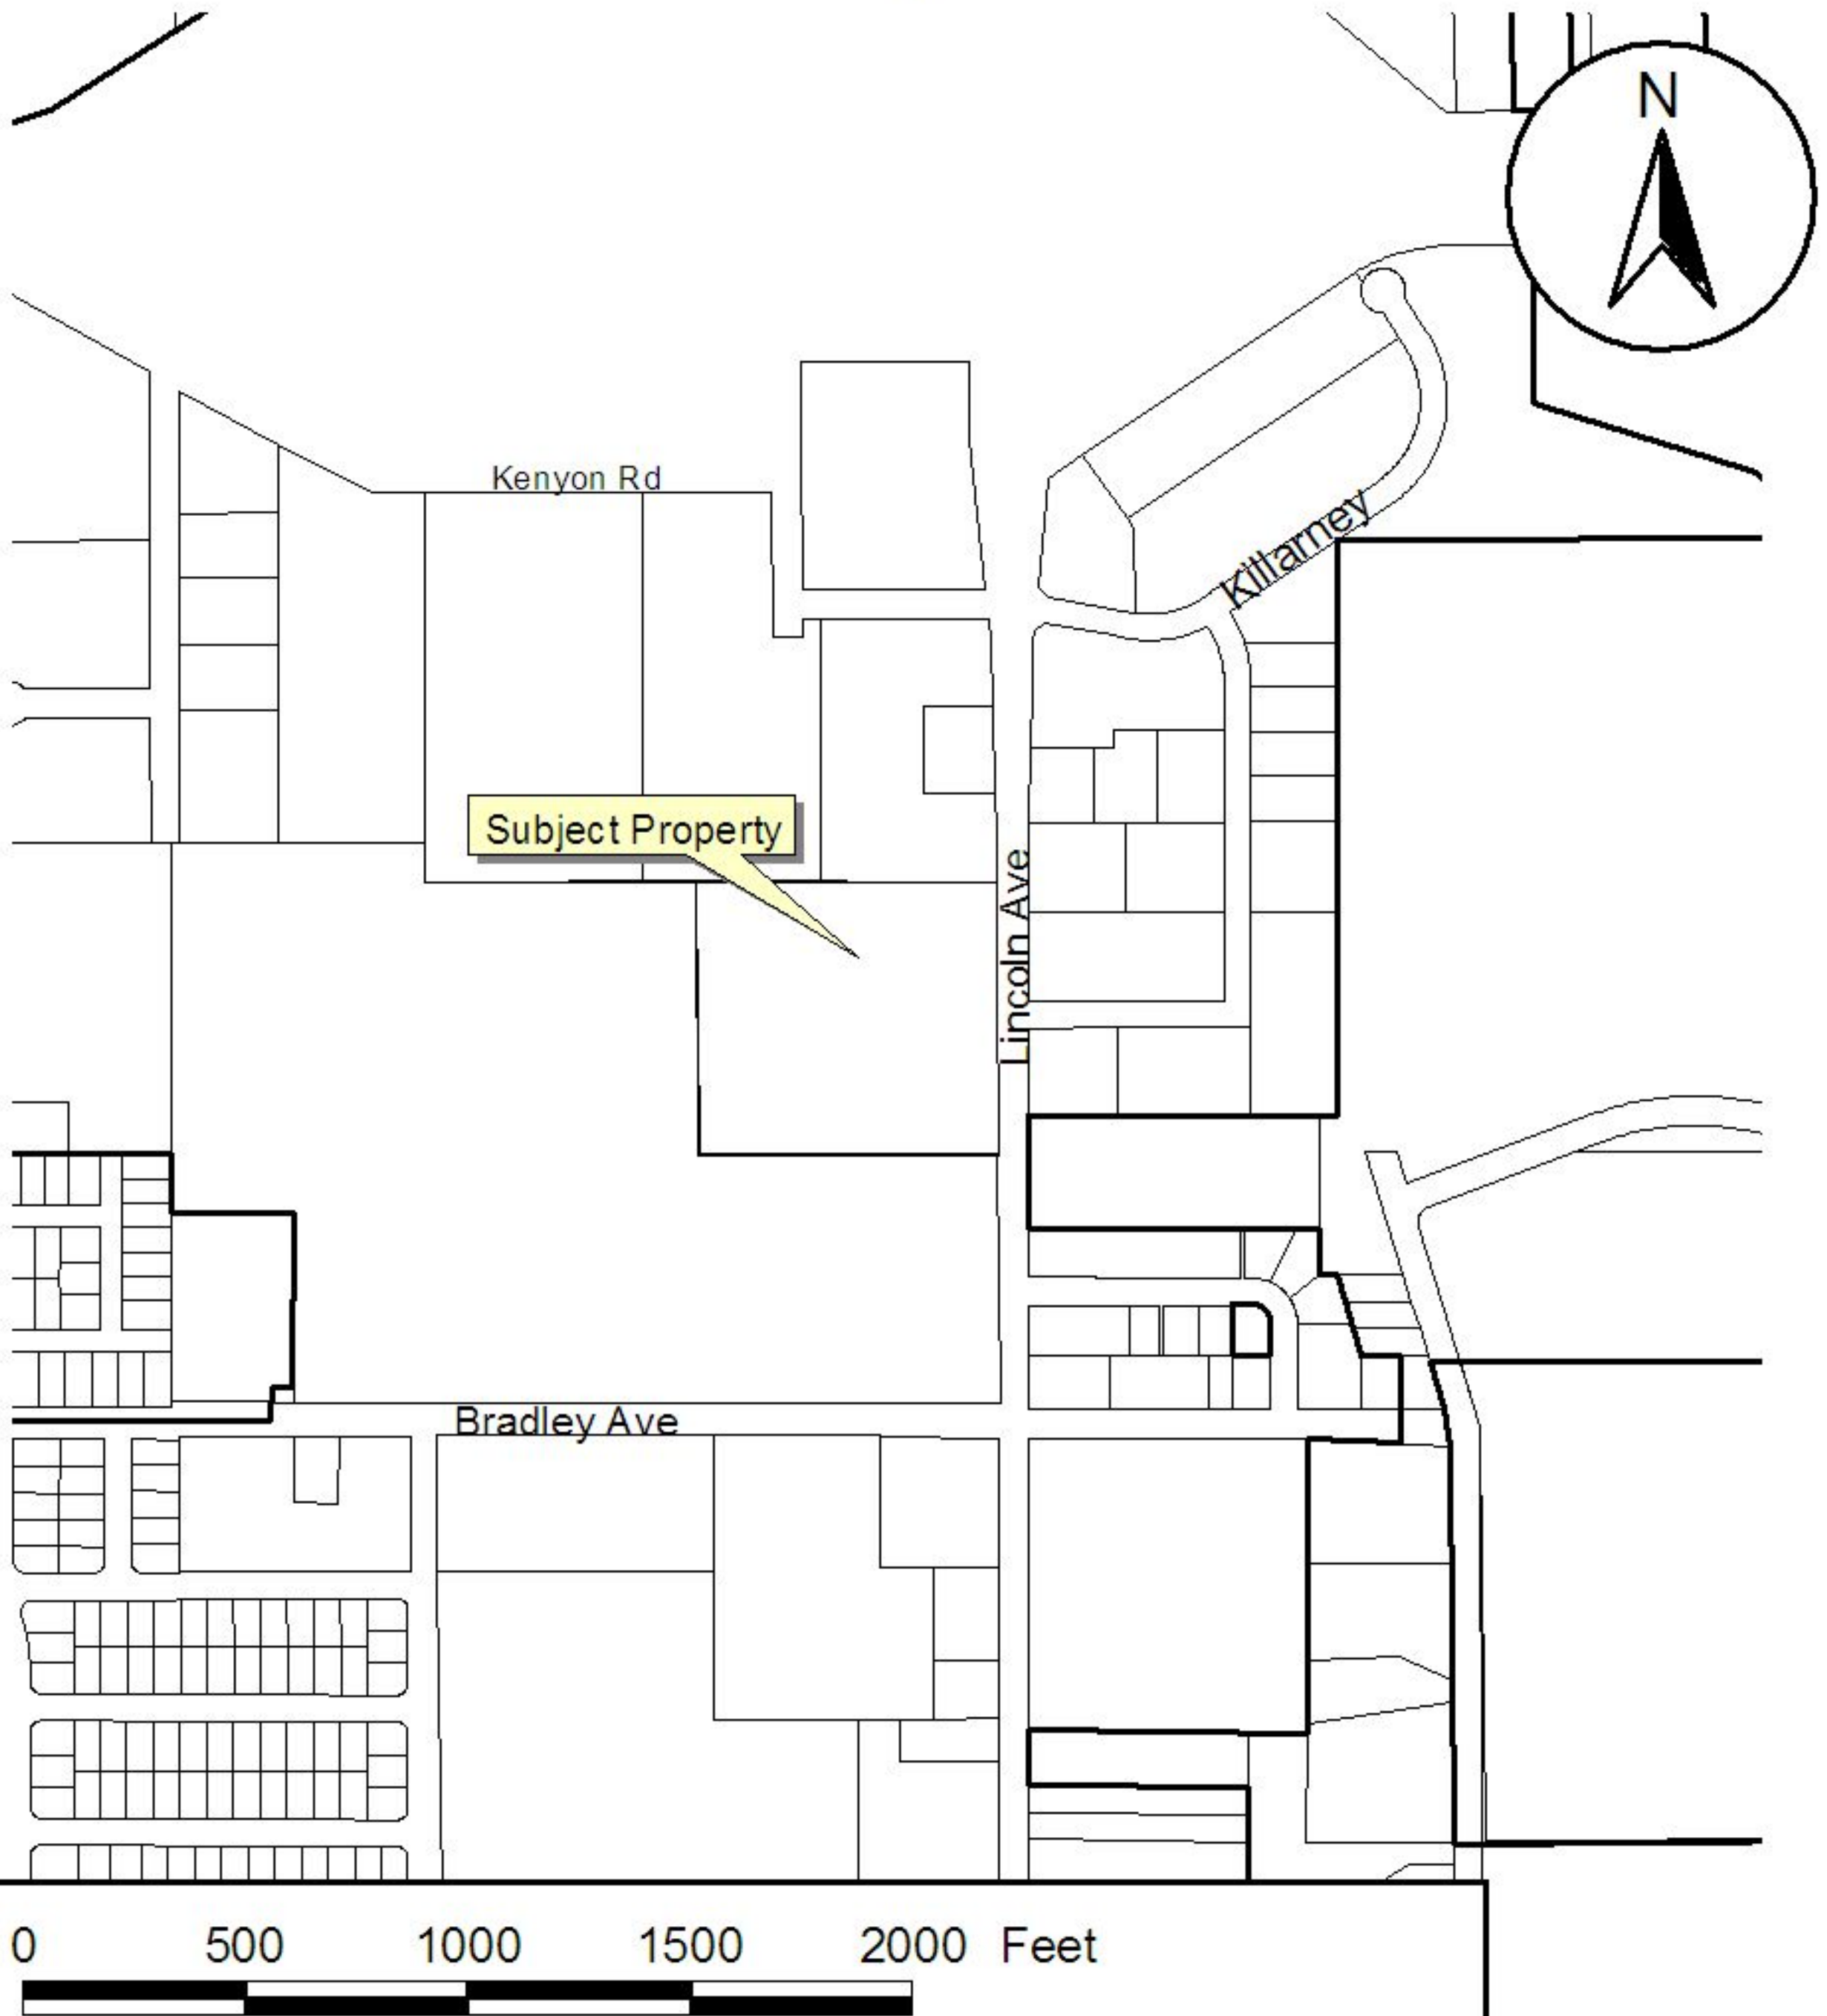 N
Kenyon Rd
Killarney
Subject Property
Lincoln Ave
Bradley Ave
0 500 1000 1500 2000 Feet